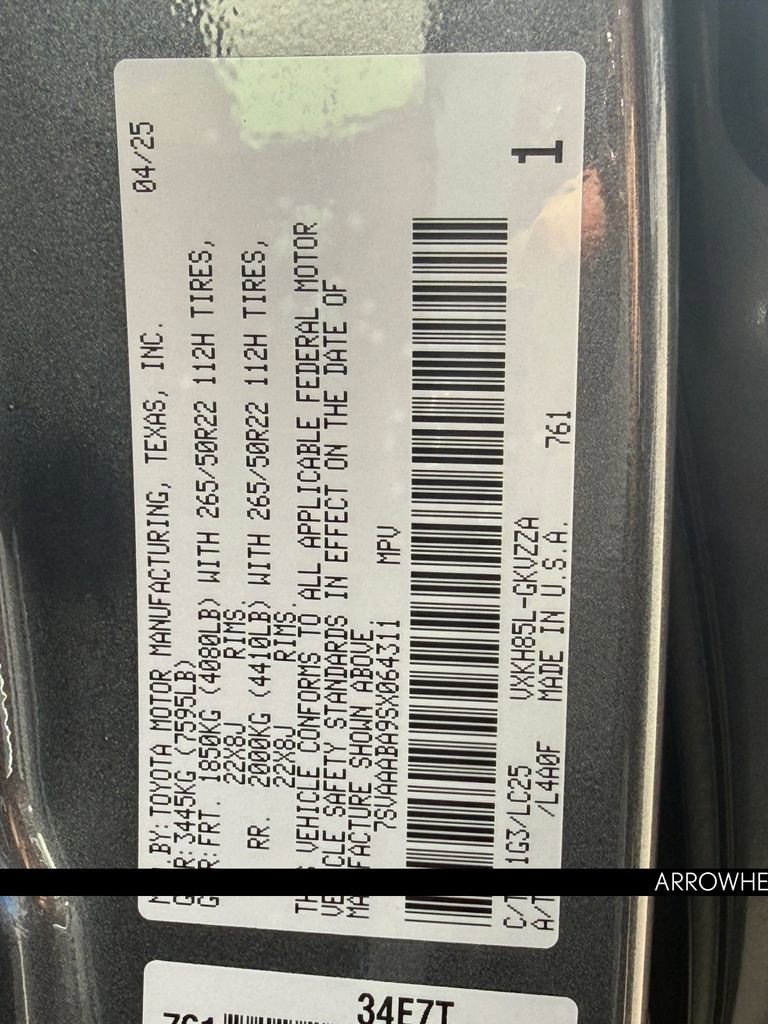 BY: TOYOTA MOTOR MANUFACTURING, TEXAS, INC. 04/25
R: 3445KG (7595LB)
R: FRT. 1850KG (4080LB) WITH 265/50R22 112H TIRES,
22X8J RIMS.
RR. 2000KG (4410LB) WITH 265/50R22 112H TIRES,
22X8J RIMS.
VEHICLE CONFORMS TO ALL APPLICABLE FEDERAL MOTOR
SAFETY STANDARDS IN EFFECT ON THE DATE OF
SHOWN ABOVE.
7SVAAABA9SX064311 MPV
C/T 1G3/LC25 VXKH85L-GKVZZA 761
A/T /L4A0F MADE IN U.S.A.
1
ARROWHE
761 34E7T